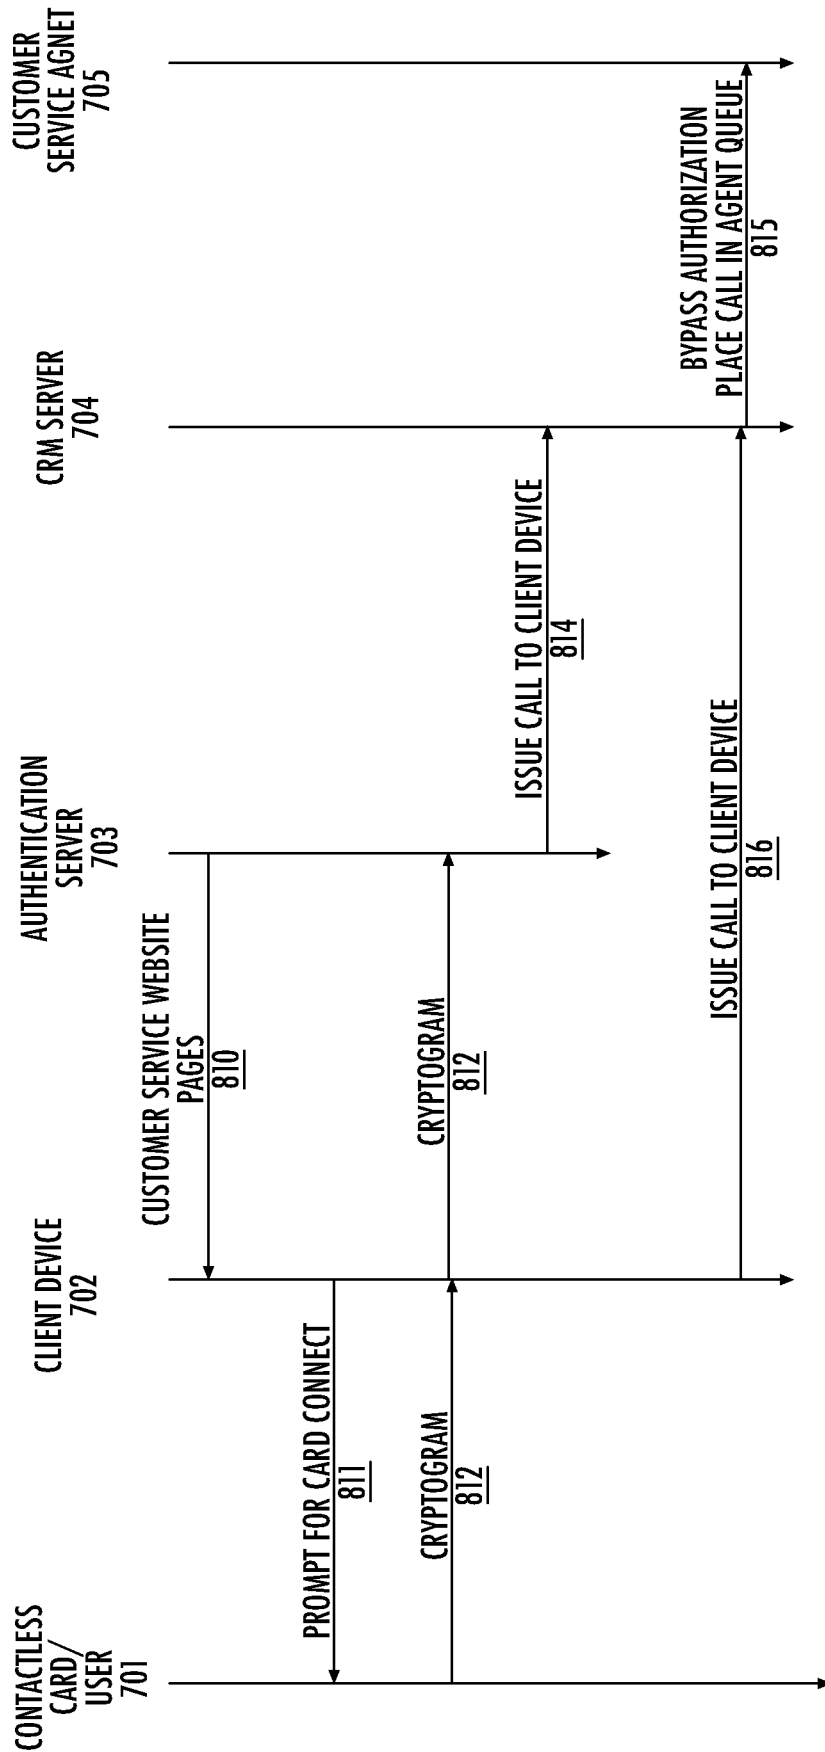 CONTACTLESS
CARD/
USER
701
CLIENT DEVICE
702
AUTHENTICATION
SERVER
703
CRM SERVER
704
CUSTOMER
SERVICE AGNET
705
CUSTOMER SERVICE WEBSITE
PAGES
810
PROMPT FOR CARD CONNECT
811
CRYPTOGRAM
812
CRYPTOGRAM
812
ISSUE CALL TO CLIENT DEVICE
814
BYPASS AUTHORIZATION
PLACE CALL IN AGENT QUEUE
815
ISSUE CALL TO CLIENT DEVICE
816